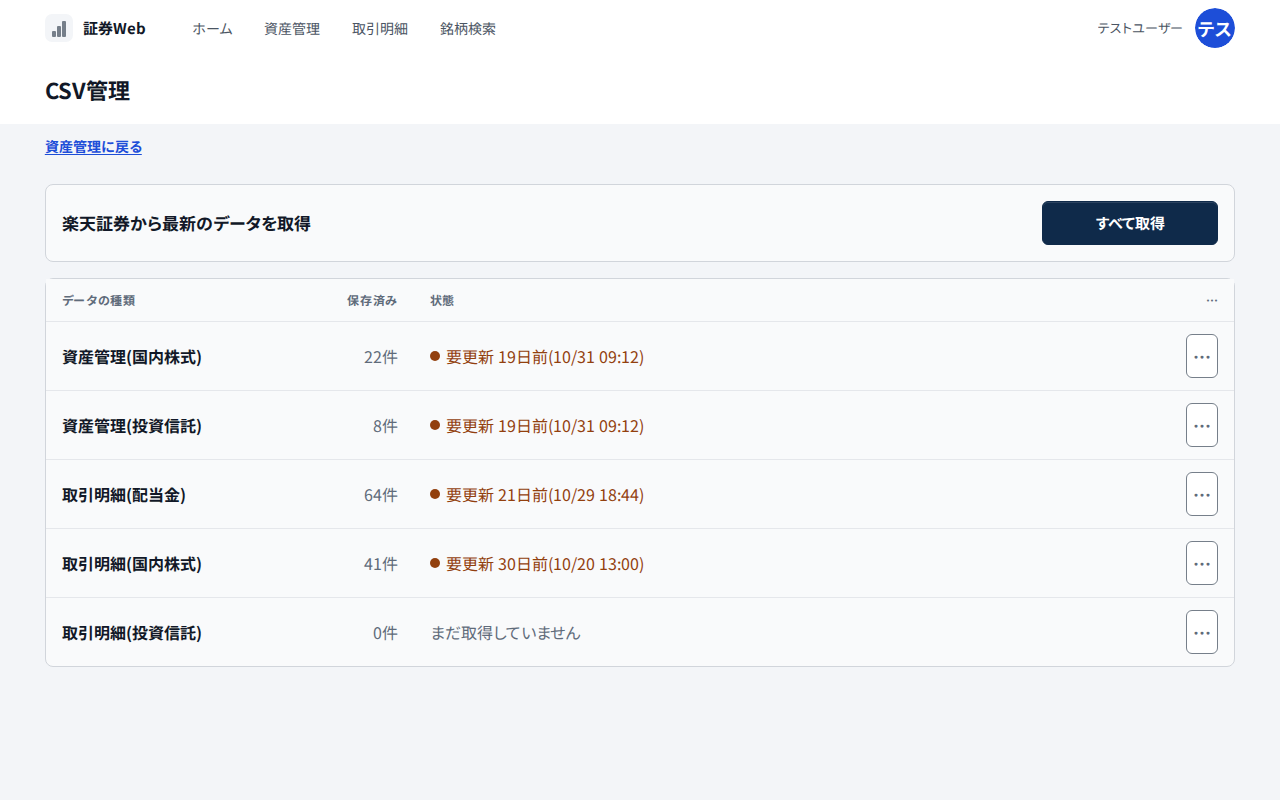 証券Web ホーム 資産管理 取引明細 銘柄検索 テストユーザー テス
CSV管理
資産管理に戻る
楽天証券から最新のデータを取得 すべて取得
データの種類 保存済み 状態 …
資産管理(国内株式) 22件 要更新 19日前(10/31 09:12) …
資産管理(投資信託) 8件 要更新 19日前(10/31 09:12) …
取引明細(配当金) 64件 要更新 21日前(10/29 18:44) …
取引明細(国内株式) 41件 要更新 30日前(10/20 13:00) …
取引明細(投資信託) 0件 まだ取得していません …